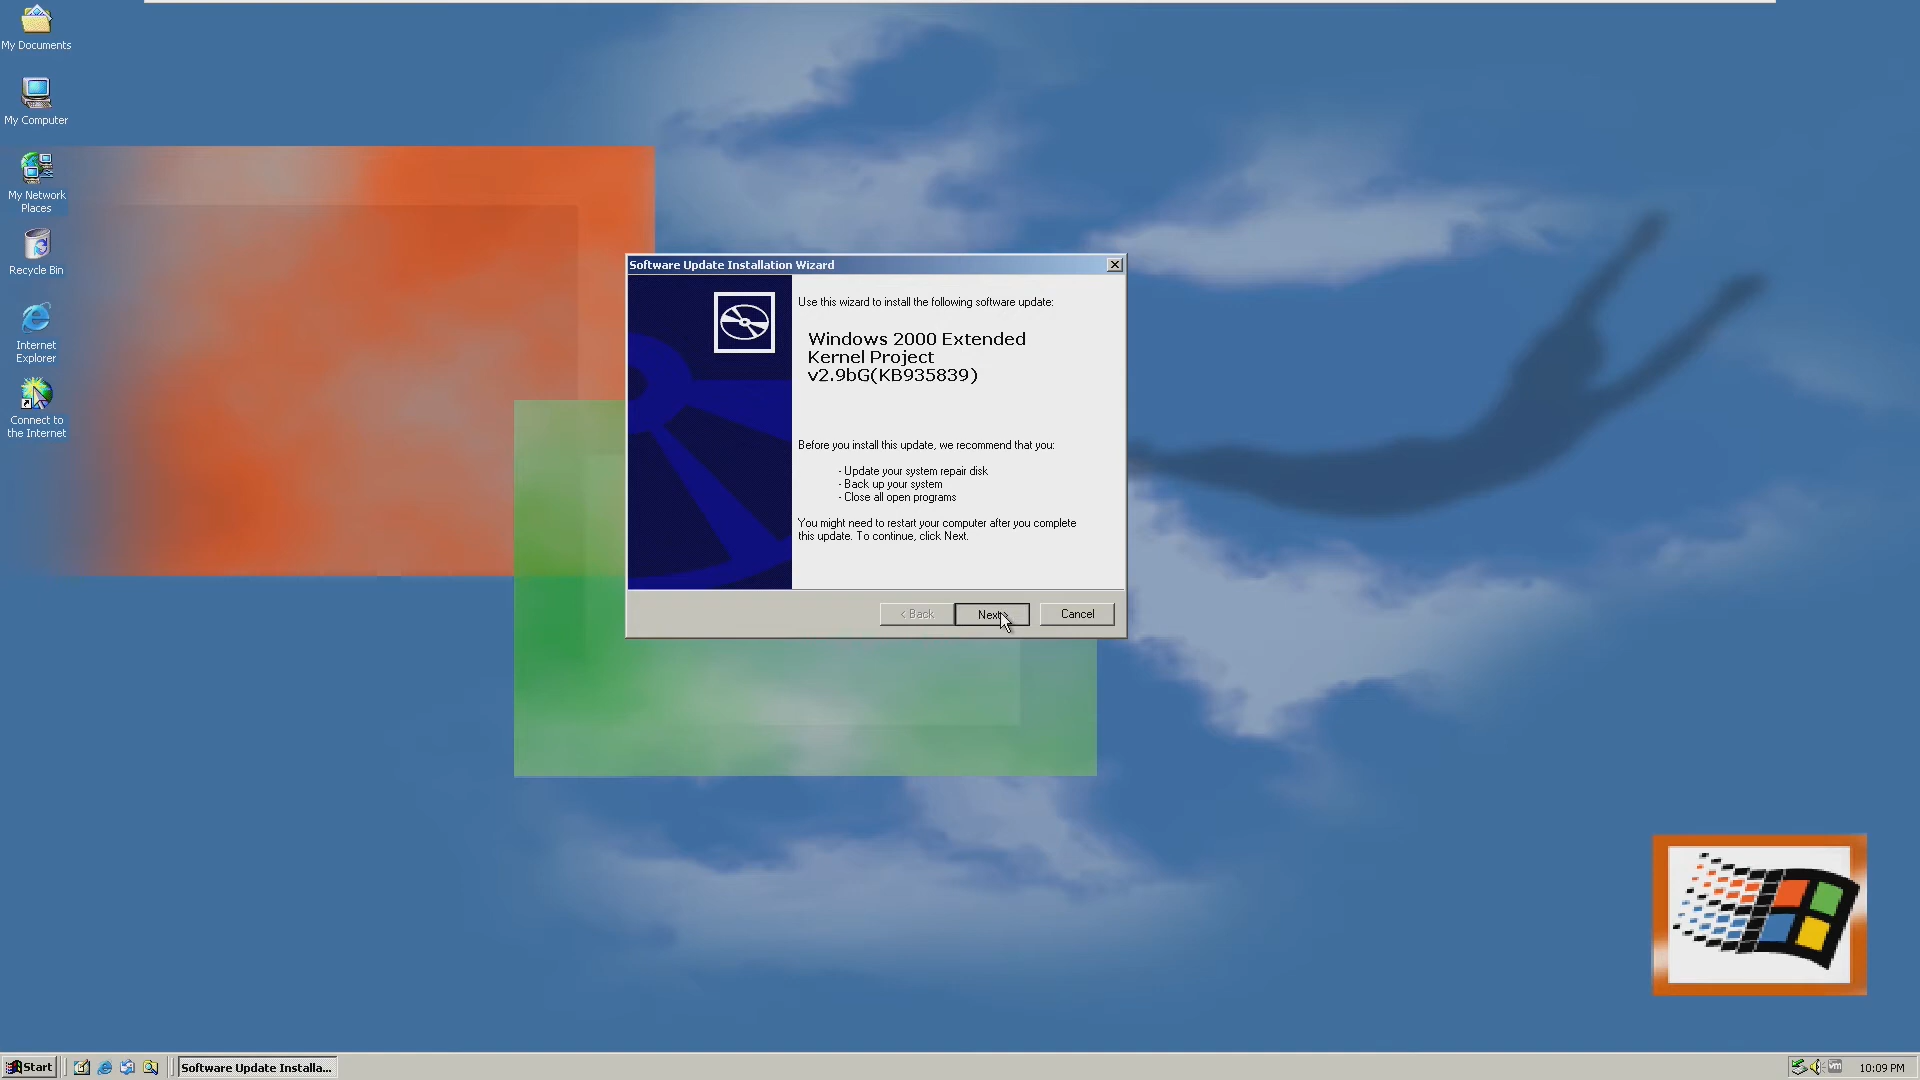 My Documents
My Computer
My Network
Places
Recycle Bin
Internet
Explorer
Connect to
the Internet
Software Update Installation Wizard
Use this wizard to install the following software update:
Windows 2000 Extended
Kernel Project
v2.9bG(KB935839)
Before you install this update, we recommend that you:
- Update your system repair disk
- Back up your system
- Close all open programs
You might need to restart your computer after you complete
this update. To continue, click Next.
< Back
Next
Cancel
Start
Software Update Installa...
10:09 PM